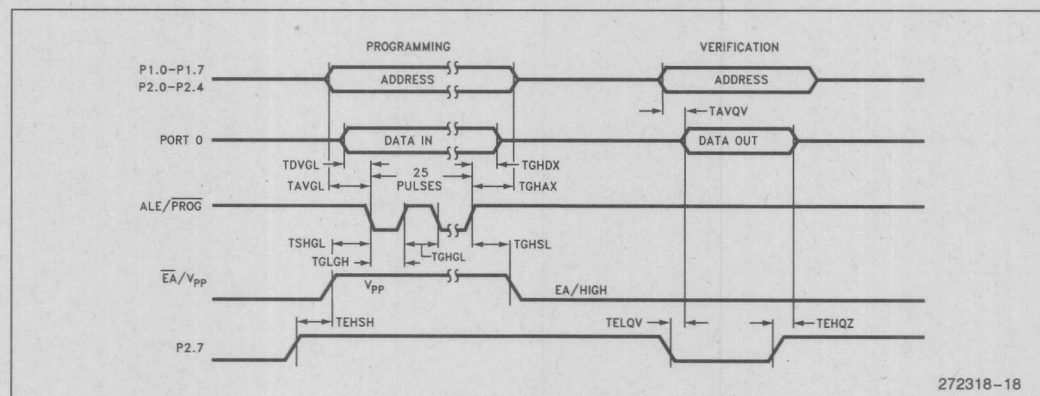 PROGRAMMING VERIFICATION
P1.0–P1.7 ADDRESS ADDRESS
P2.0–P2.4
TAVQV
PORT 0 DATA IN DATA OUT
TDVGL 25 TGHDX
TAVGL PULSES TGHAX
ALE/PROG
TSHGL TGHSL
TGLGH TGHGL
EA/VPP VPP EA/HIGH
TEHSH TELQV TEHQZ
P2.7
272318–18